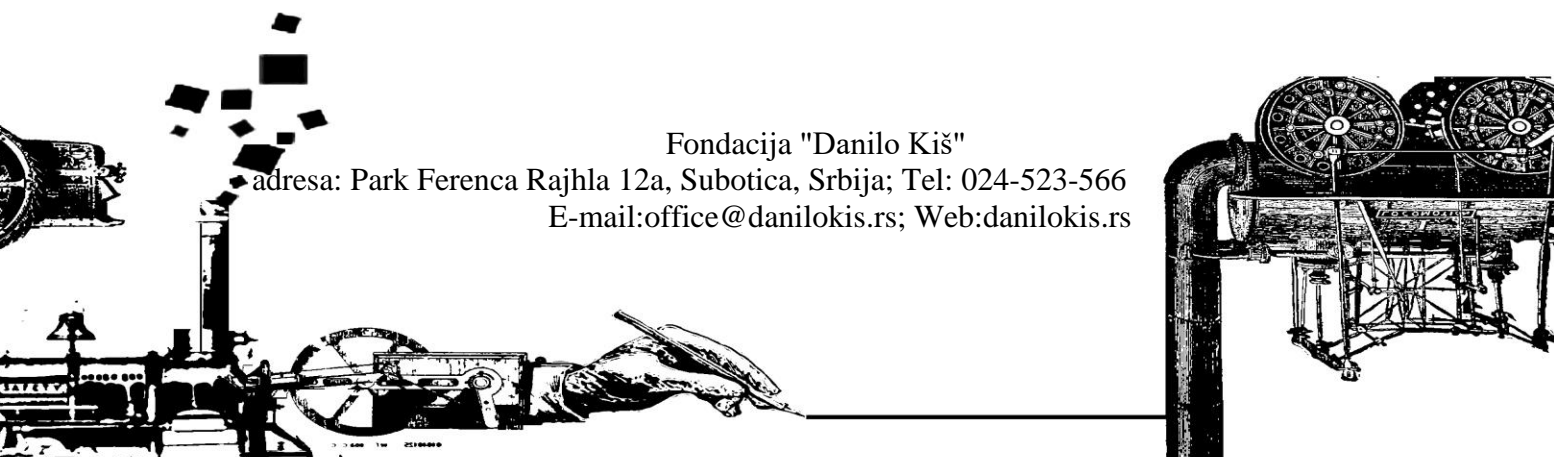 Fondacija "Danilo Kiš"
adresa: Park Ferenca Rajhla 12a, Subotica, Srbija; Tel: 024-523-566
E-mail:office@danilokis.rs; Web:danilokis.rs
SAFETY